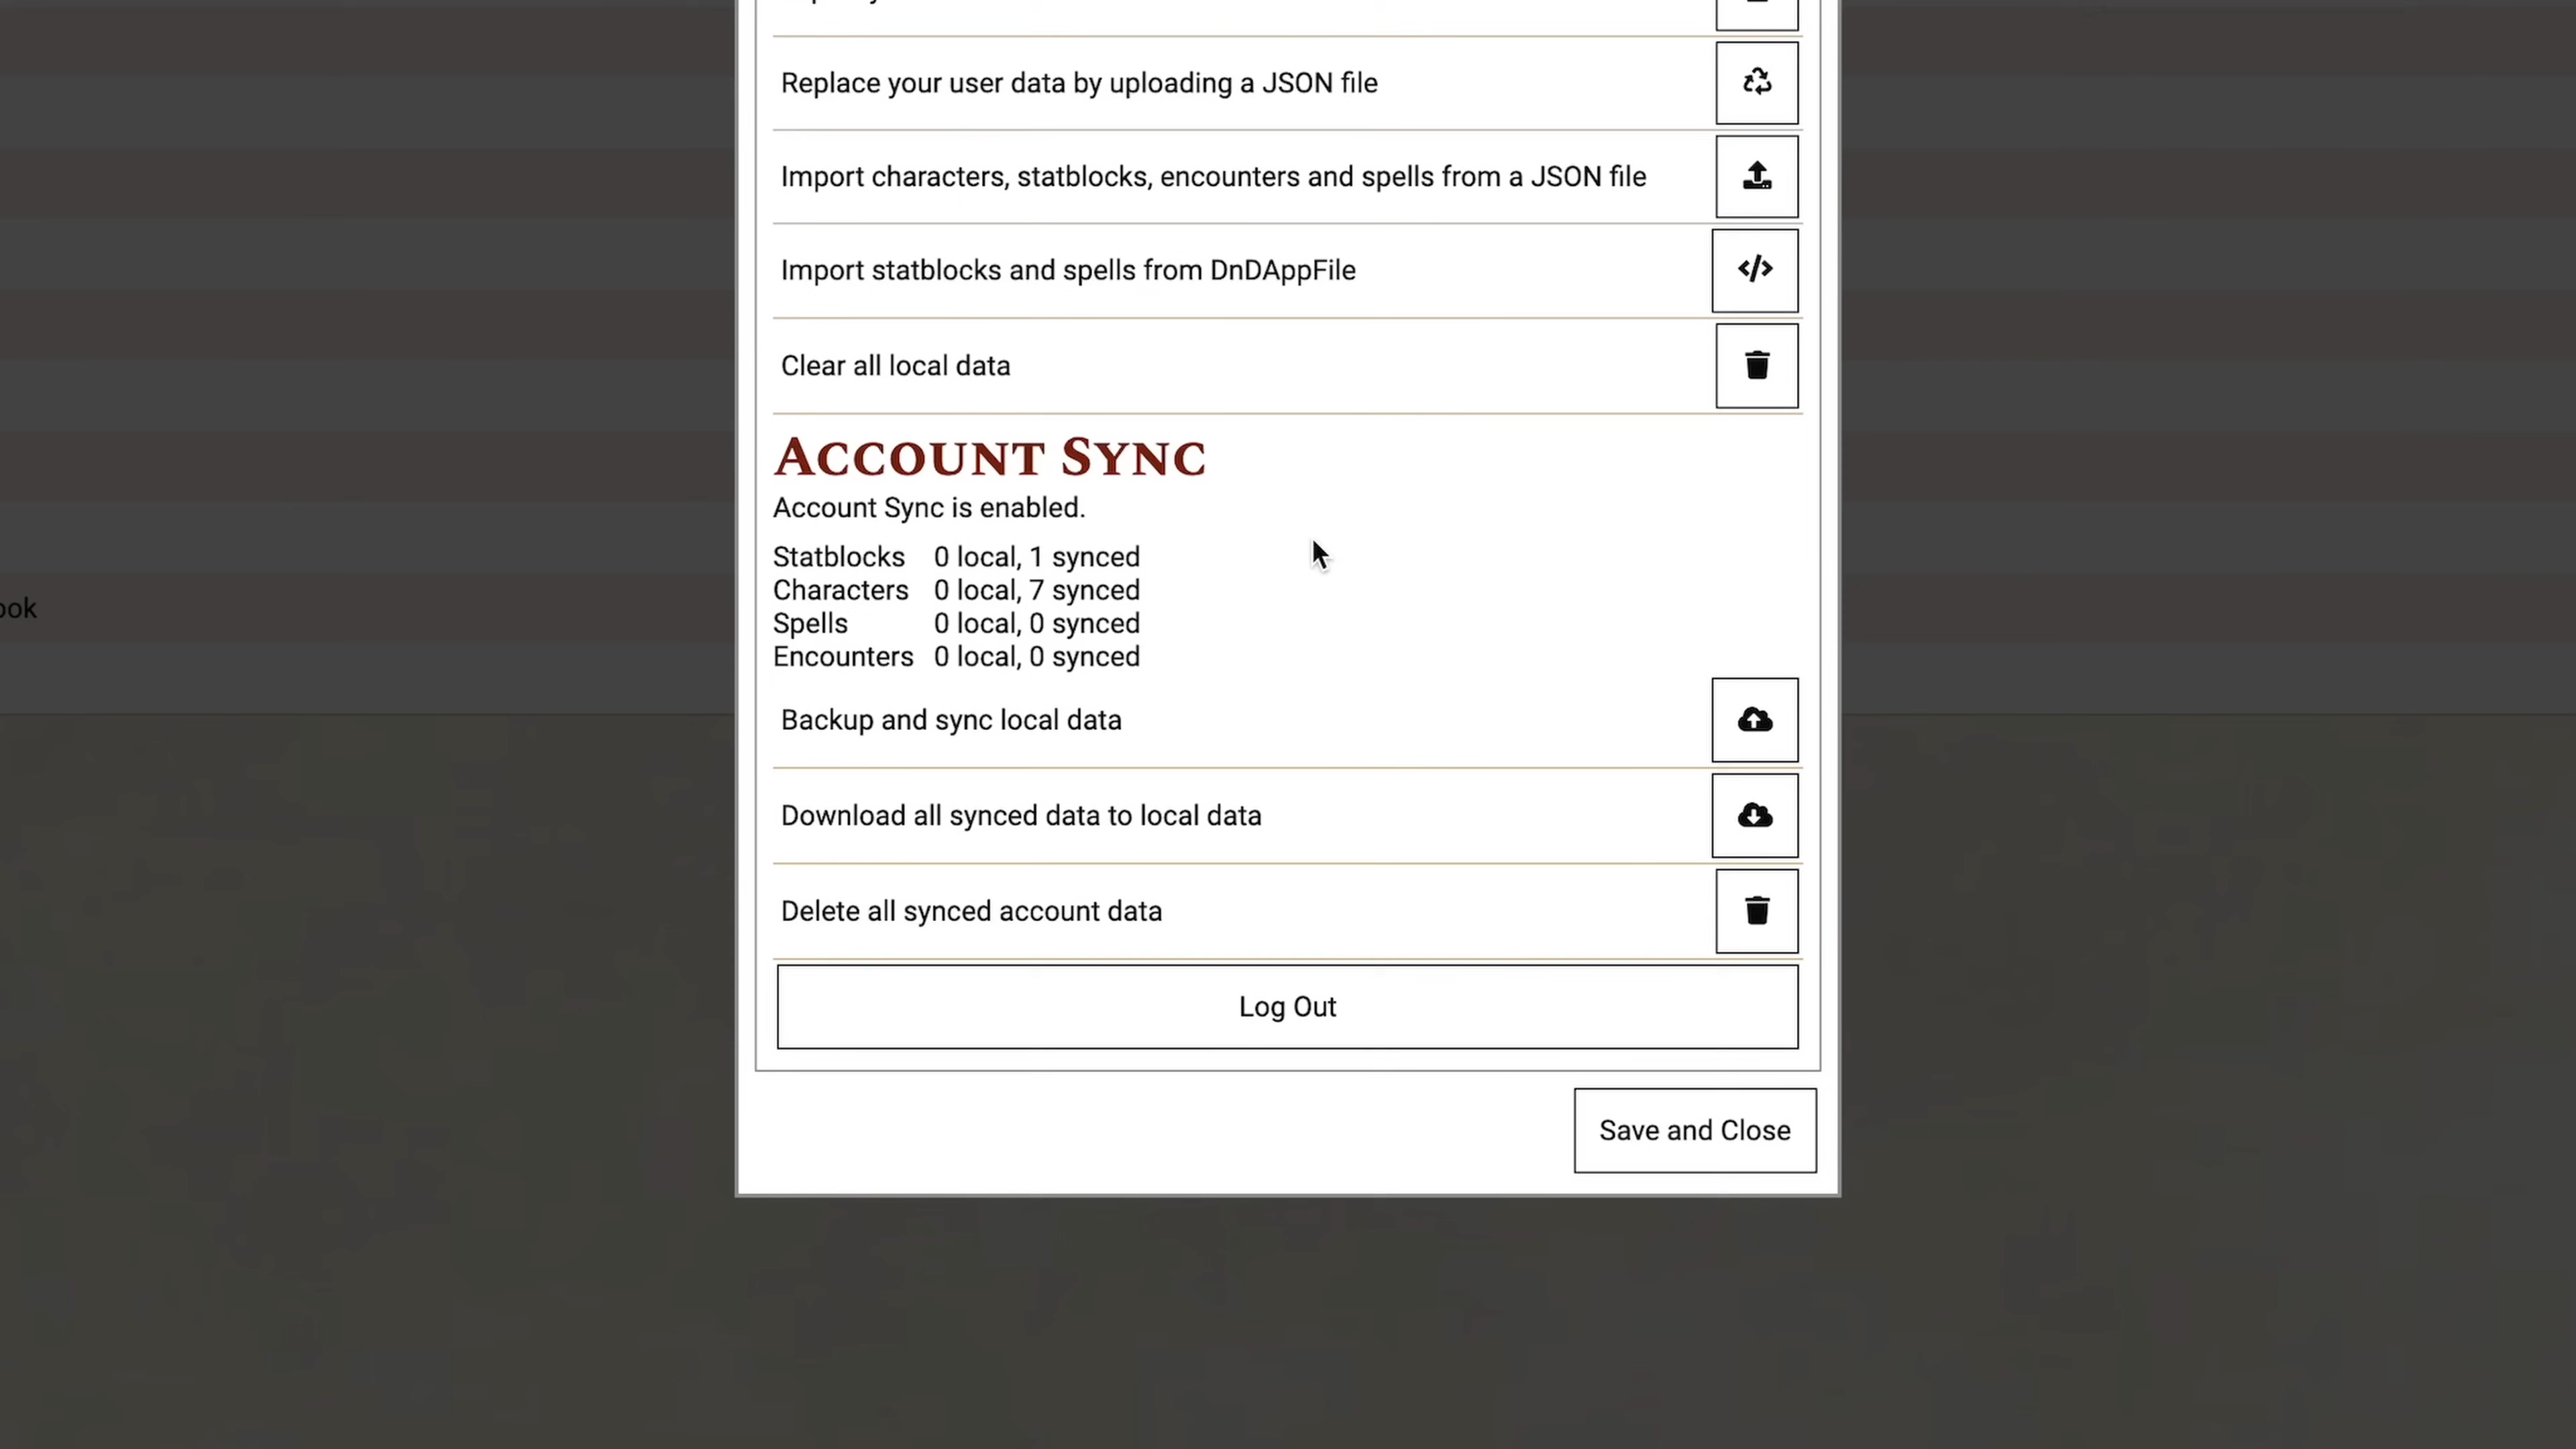 Replace your user data by uploading a JSON file
Import characters, statblocks, encounters and spells from a JSON file
Import statblocks and spells from DnDAppFile
Clear all local data
Account Sync
Account Sync is enabled.
Statblocks 0 local, 1 synced
Characters 0 local, 7 synced
Spells 0 local, 0 synced
Encounters 0 local, 0 synced
ook
Backup and sync local data
Download all synced data to local data
Delete all synced account data
Log Out
Save and Close